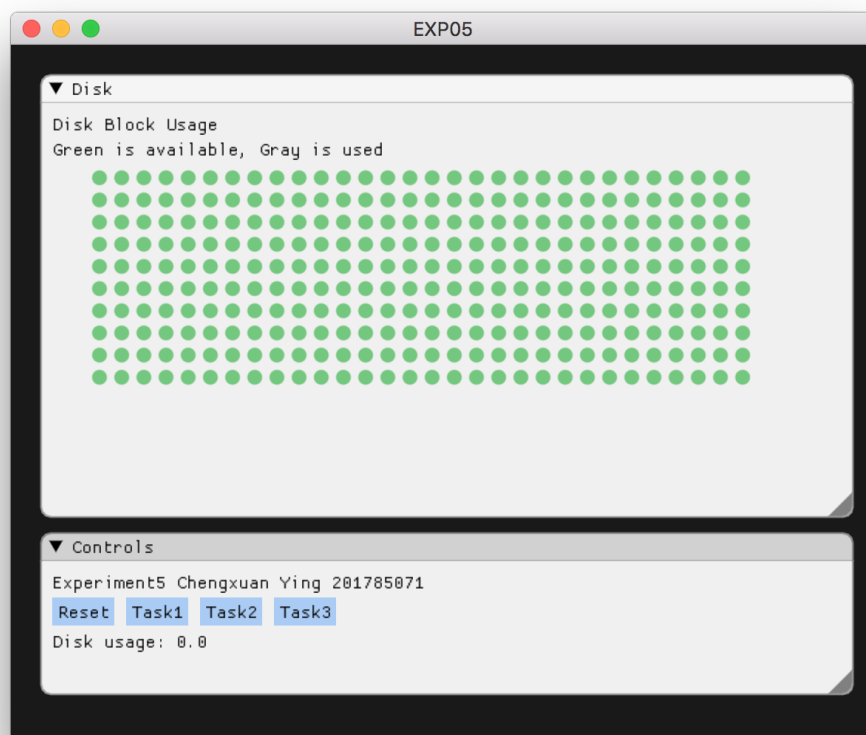 EXP05
Disk
Disk Block Usage
Green is available, Gray is used
Controls
Experiment5 Chengxuan Ying 201785071
Reset Task1 Task2 Task3
Disk usage: 0.0